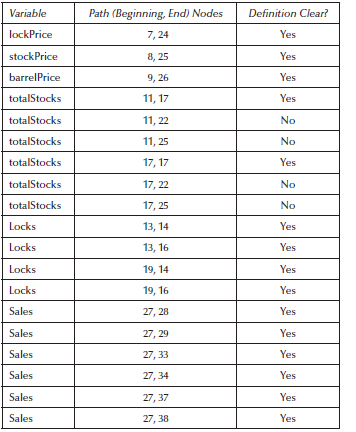 Variable Path (Beginning, End) Nodes Definition Clear?
lockPrice 7, 24 Yes
stockPrice 8, 25 Yes
barrelPrice 9, 26 Yes
totalStocks 11, 17 Yes
totalStocks 11, 22 No
totalStocks 11, 25 No
totalStocks 17, 17 Yes
totalStocks 17, 22 No
totalStocks 17, 25 No
Locks 13, 14 Yes
Locks 13, 16 Yes
Locks 19, 14 Yes
Locks 19, 16 Yes
Sales 27, 28 Yes
Sales 27, 29 Yes
Sales 27, 33 Yes
Sales 27, 34 Yes
Sales 27, 37 Yes
Sales 27, 38 Yes